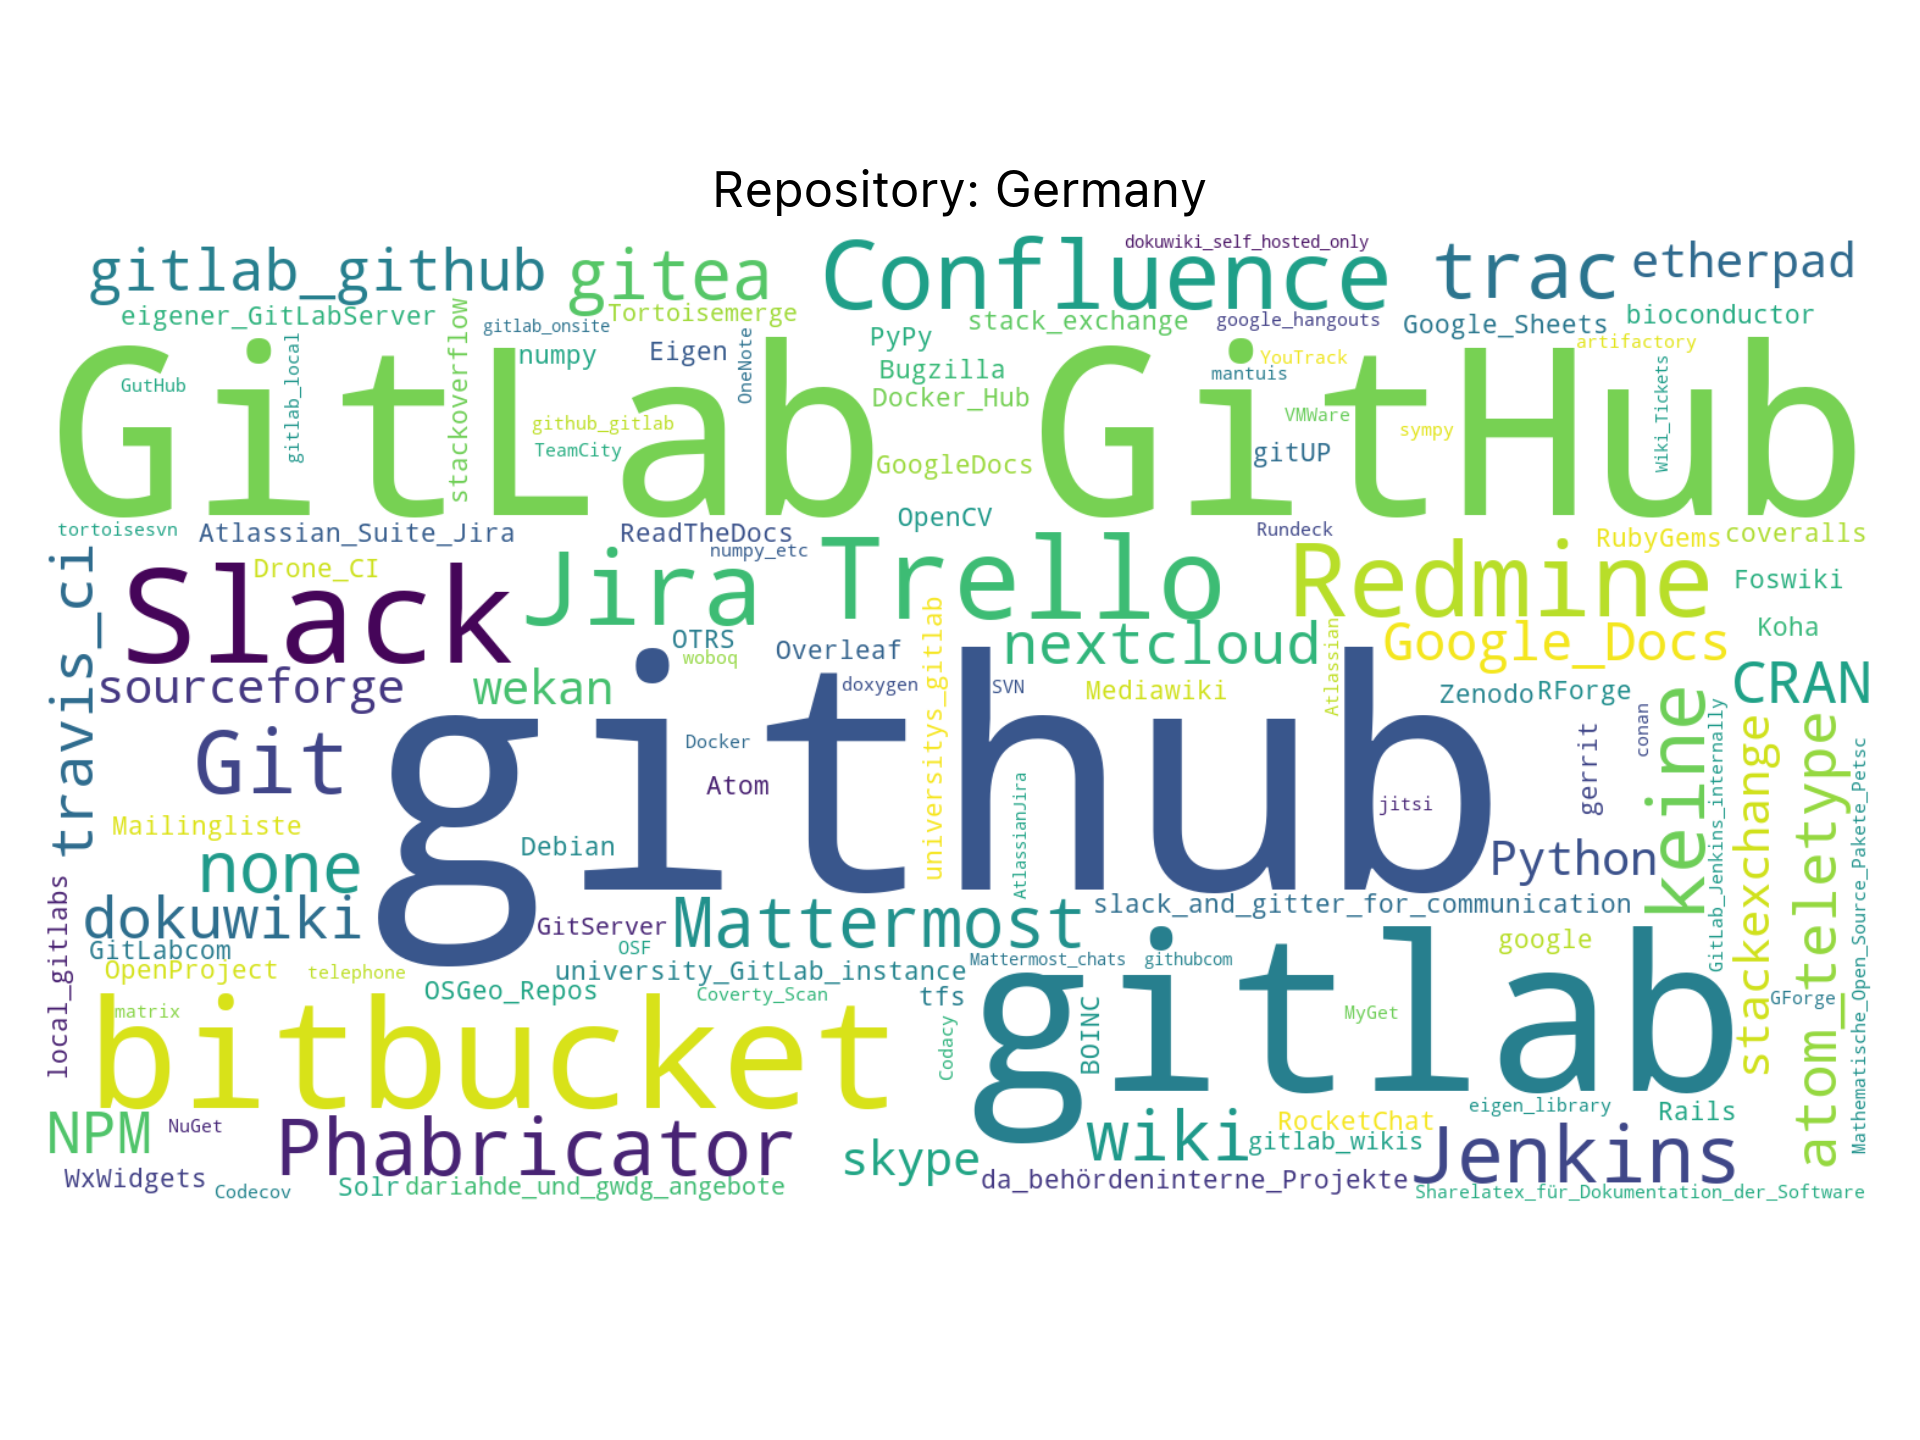 Repository: Germany
dokuwiki_self_hosted_only
gitlab_github
gitea
Confluence
trac
etherpad
eigener_GitLabServer
stackoverflow
gitlab_onsite
Tortoisemerge
stack_exchange
google_hangouts
Google_Sheets
bioconductor
PyPy
artifactory
GitLab
GitHub
GutHub
gitlab_local
numpy
Eigen
OneNote
Bugzilla
YouTrack
mantuis
Wiki_Tickets
Docker_Hub
VMWare
github_gitlab
TeamCity
sympy
gitUP
GoogleDocs
OpenCV
tortoisesvn
Atlassian_Suite_Jira
ReadTheDocs
numpy_etc
Rundeck
RubyGems
coveralls
travis_ci
Drone_CI
Slack
Jira
Trello
Redmine
Foswiki
Koha
OTRS
woboq
Overleaf
universitys_gitlab
nextcloud
Atlassian
Google_Docs
sourceforge
wekan
doxygen
SVN
Mediawiki
Zenodo
RForge
CRAN
Git
github
Docker
Atom
AtlassianJira
jitsi
gerrit
conan
keine
GitLab_Jenkins_internally
stackexchange
atom_teletype
Mathematische_Open_Source_Pakete_Petsc
Mailingliste
none
Debian
Python
local_gitlabs
dokuwiki
GitServer
Mattermost
slack_and_gitter_for_communication
GitLabcom
OSF
google
OpenProject
telephone
university_GitLab_instance
Mattermost_chats
githubcom
OSGeo_Repos
Coverty_Scan
tfs
gitlab
GForge
matrix
bitbucket
Codacy
BOINC
MyGet
NPM
NuGet
Phabricator
skype
wiki
RocketChat
eigen_library
Rails
gitlab_wikis
Jenkins
WxWidgets
Codecov
Solr
dariahde_und_gwdg_angebote
da_behördeninterne_Projekte
Sharelatex_für_Dokumentation_der_Software